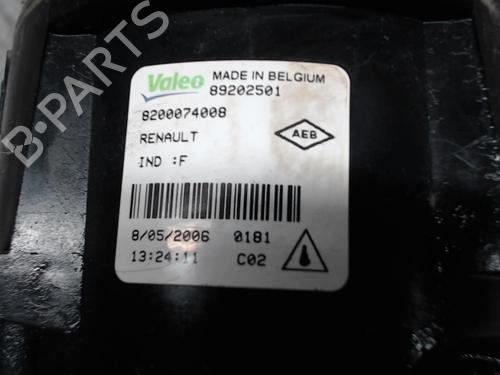 Valeo MADE IN BELGIUM
89202501
8200074008
RENAULT
AEB
IND :F
8/05/2006 0181
13:24:11 C02
B-Parts